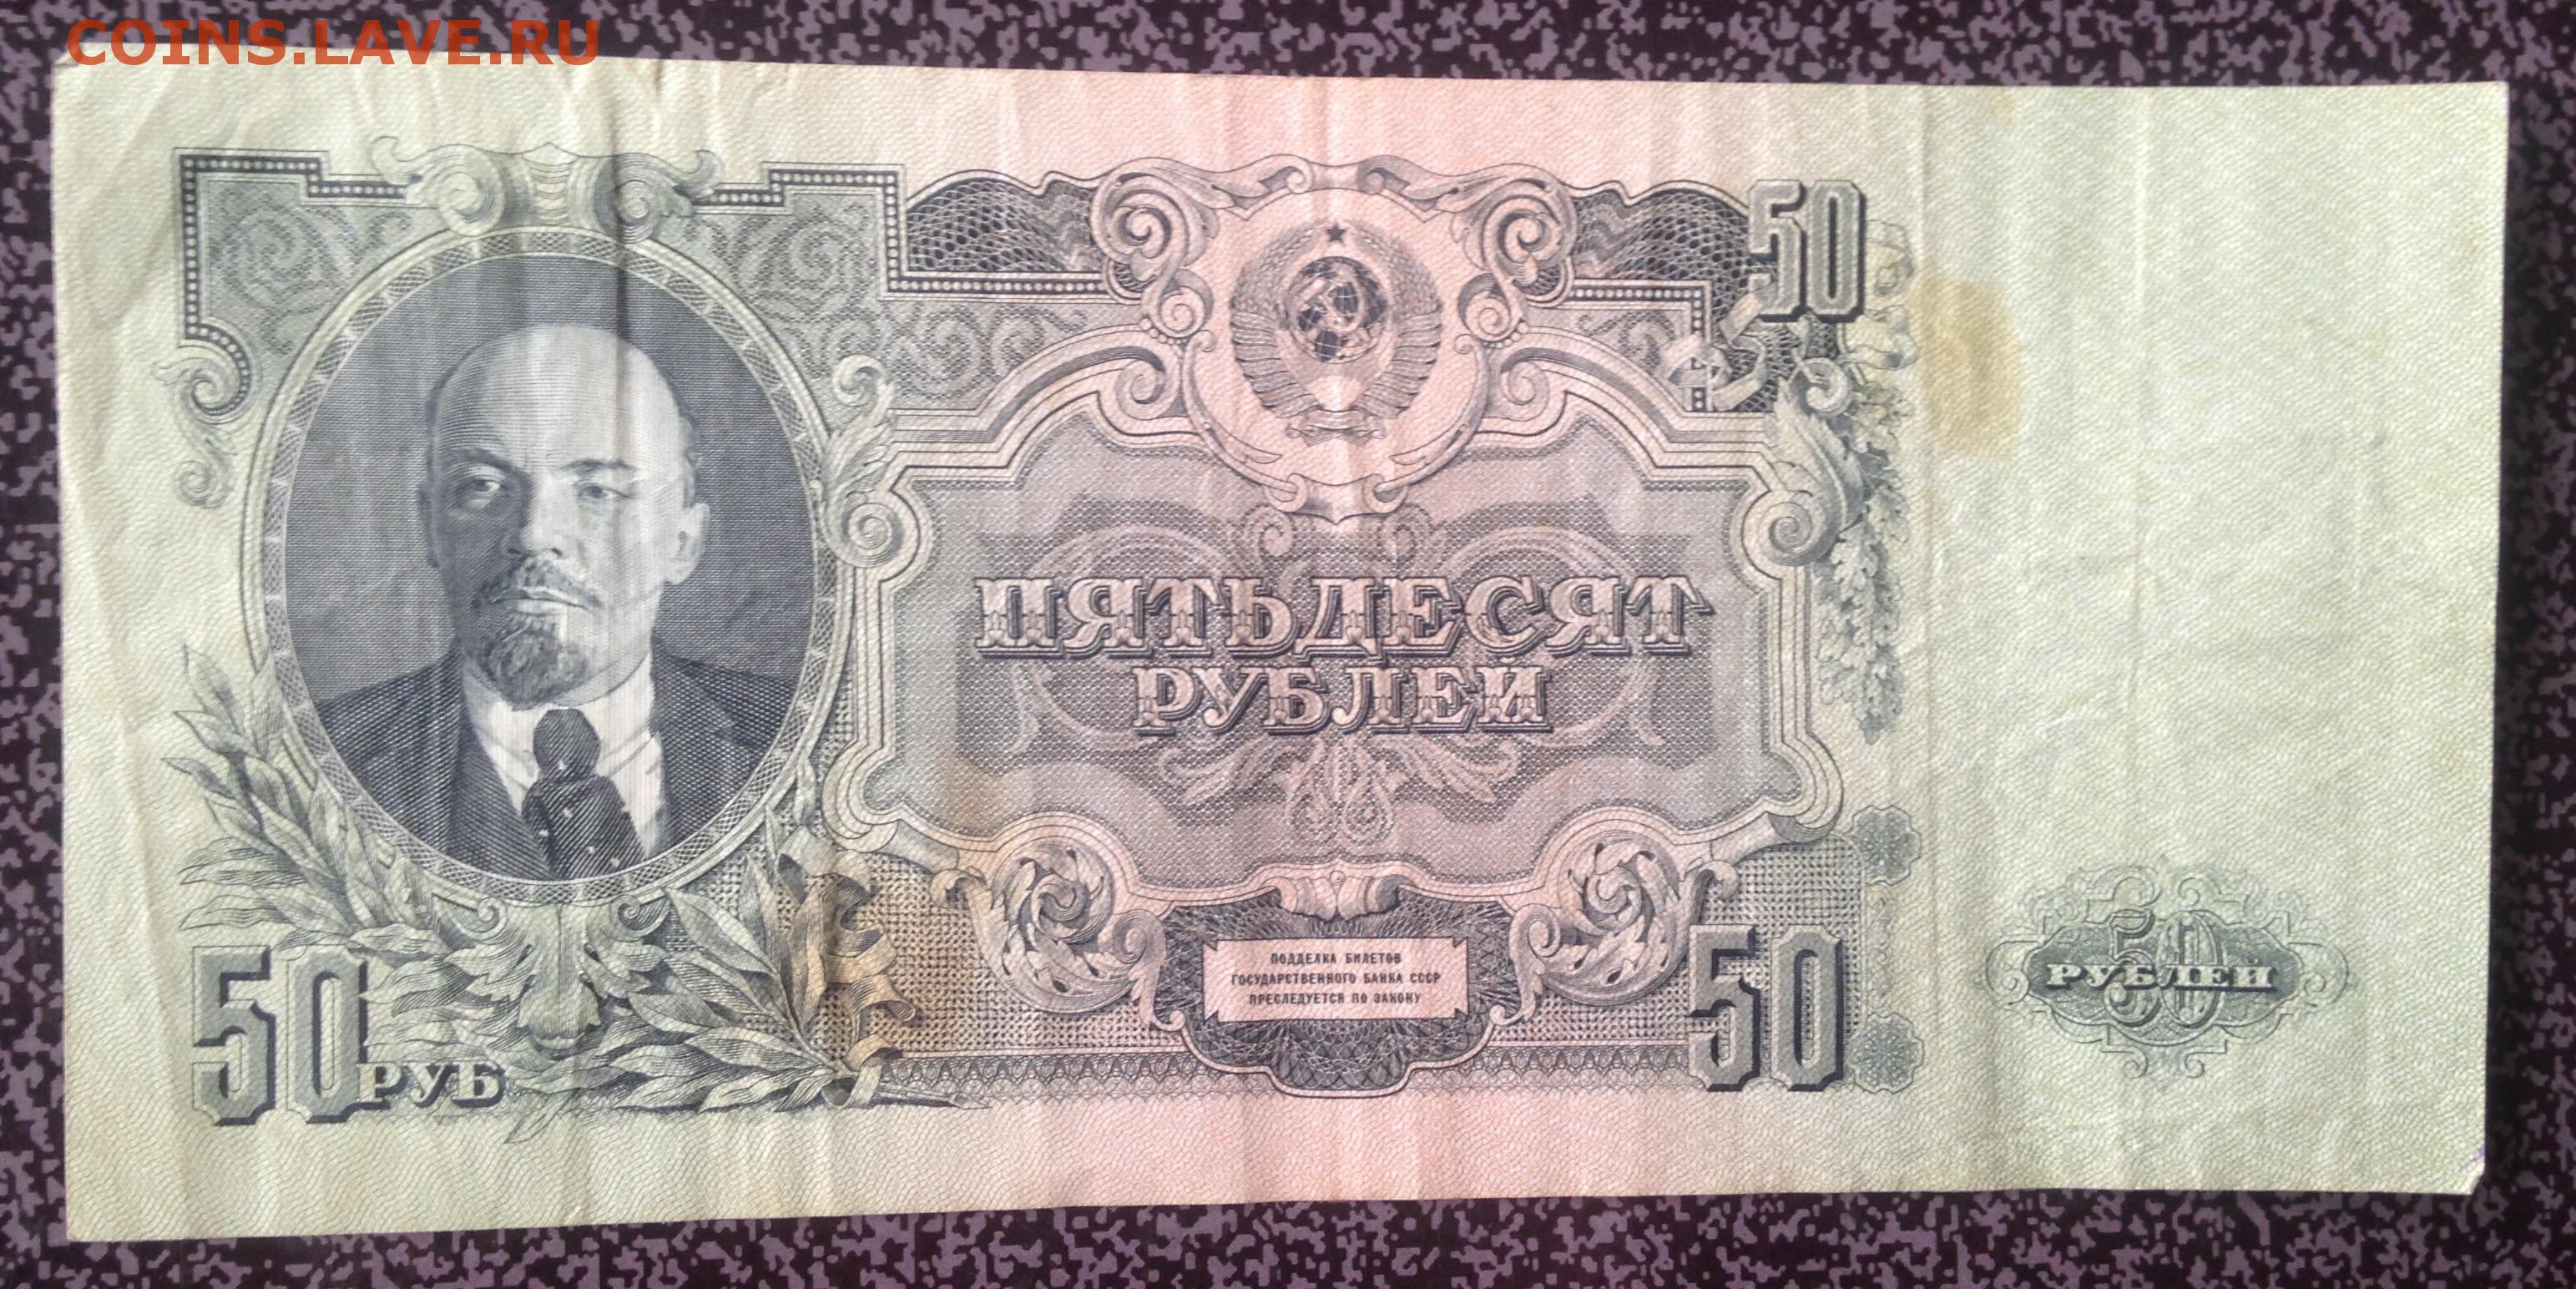 COINS.LAVE.RU
50
ПЯТЬДЕСЯТ
РУБЛЕЙ
ПОДДЕЛКА БИЛЕТОВ
ГОСУДАРСТВЕННОГО БАНКА СССР
ПРЕСЛЕДУЕТСЯ ПО ЗАКОНУ
50 РУБ
50
50
РУБЛЕЙ